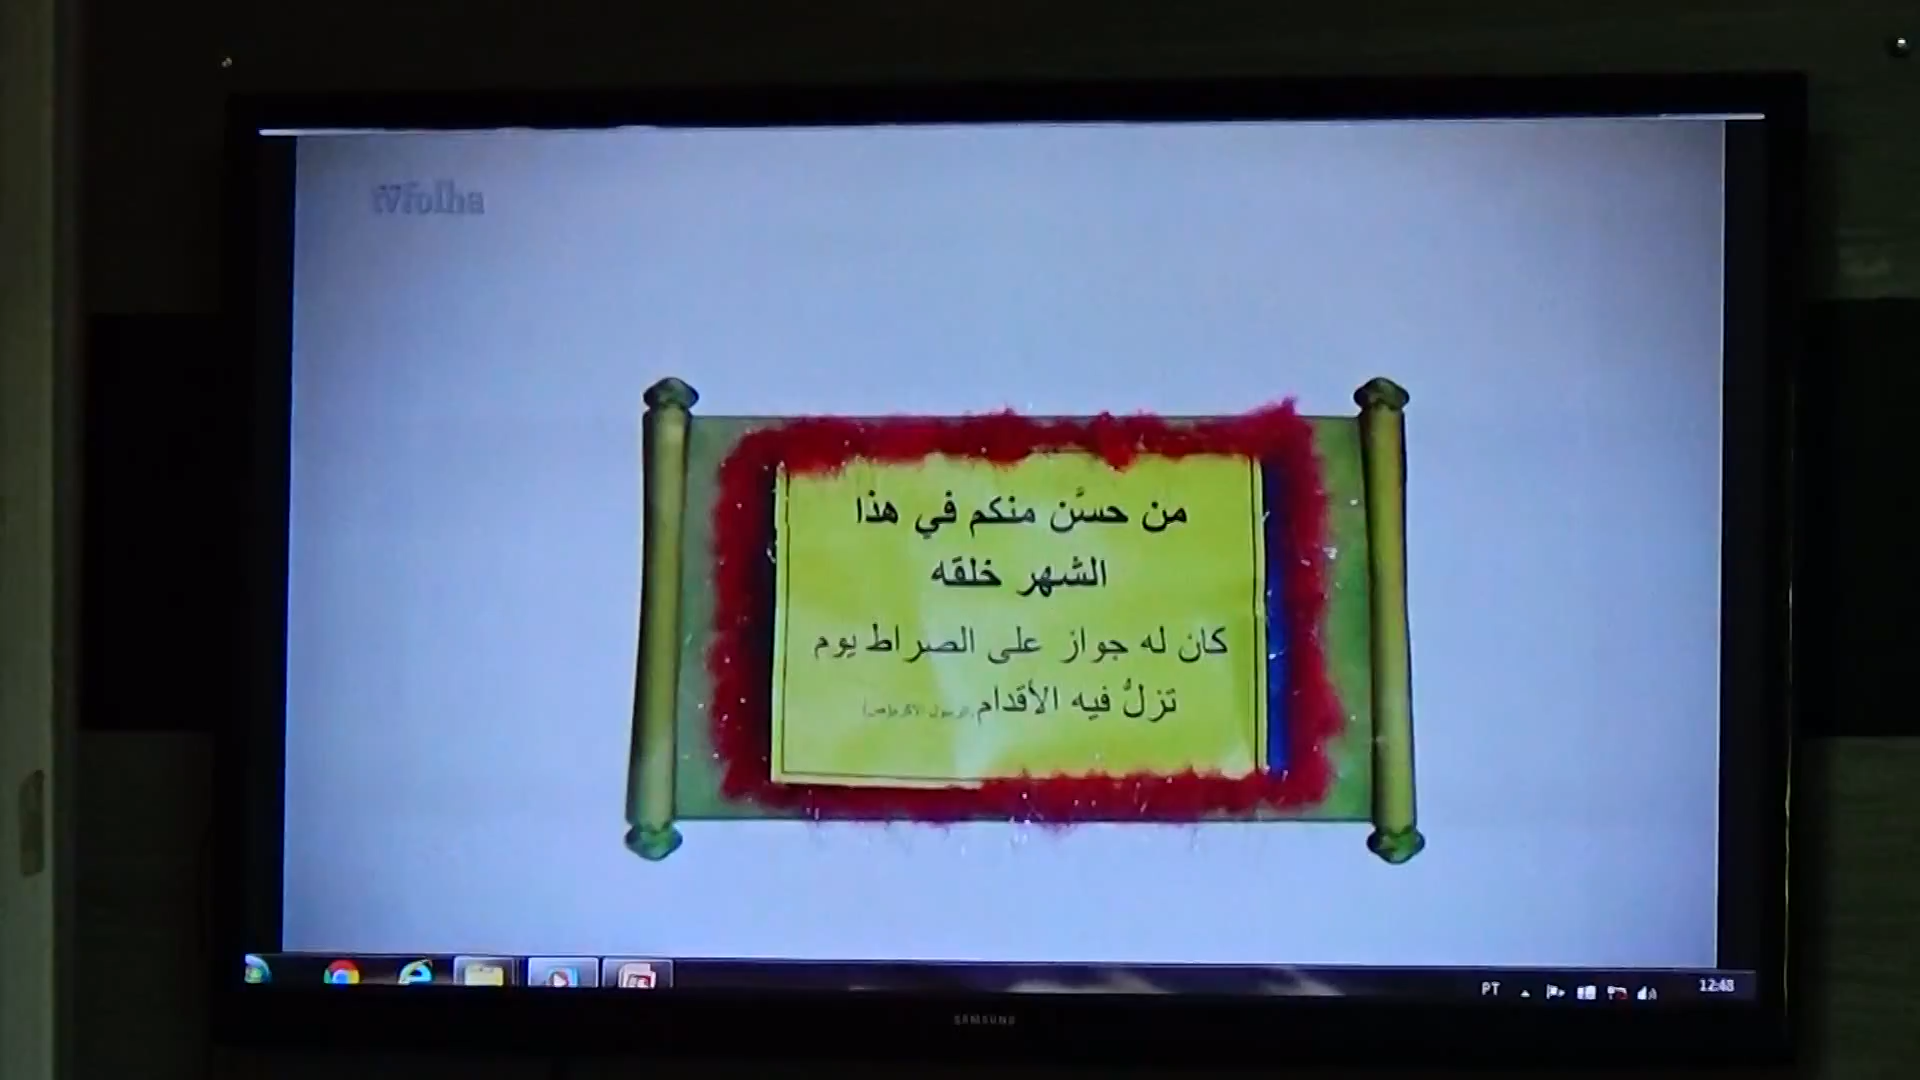 tvfolha
من حسَّن منكم في هذا
الشهر خلقه
كان له جواز على الصراط يوم
تزلُّ فيه الأقدام
PT
12:48
SAMSUNG